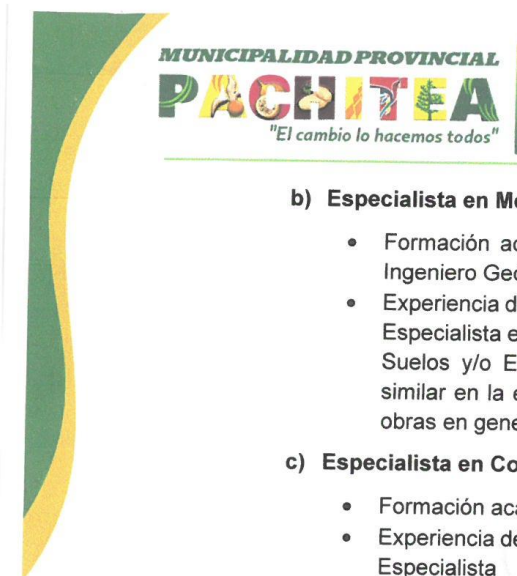 MUNICIPALIDAD PROVINCIAL
PACHITEA
"El cambio lo hacemos todos"
b) Especialista en
• Formación
Ingeniero
• Experiencia
Especialista
Suelos y/o
similar en la
obras en
c) Especialista en
• Formación
• Experiencia
Especialista